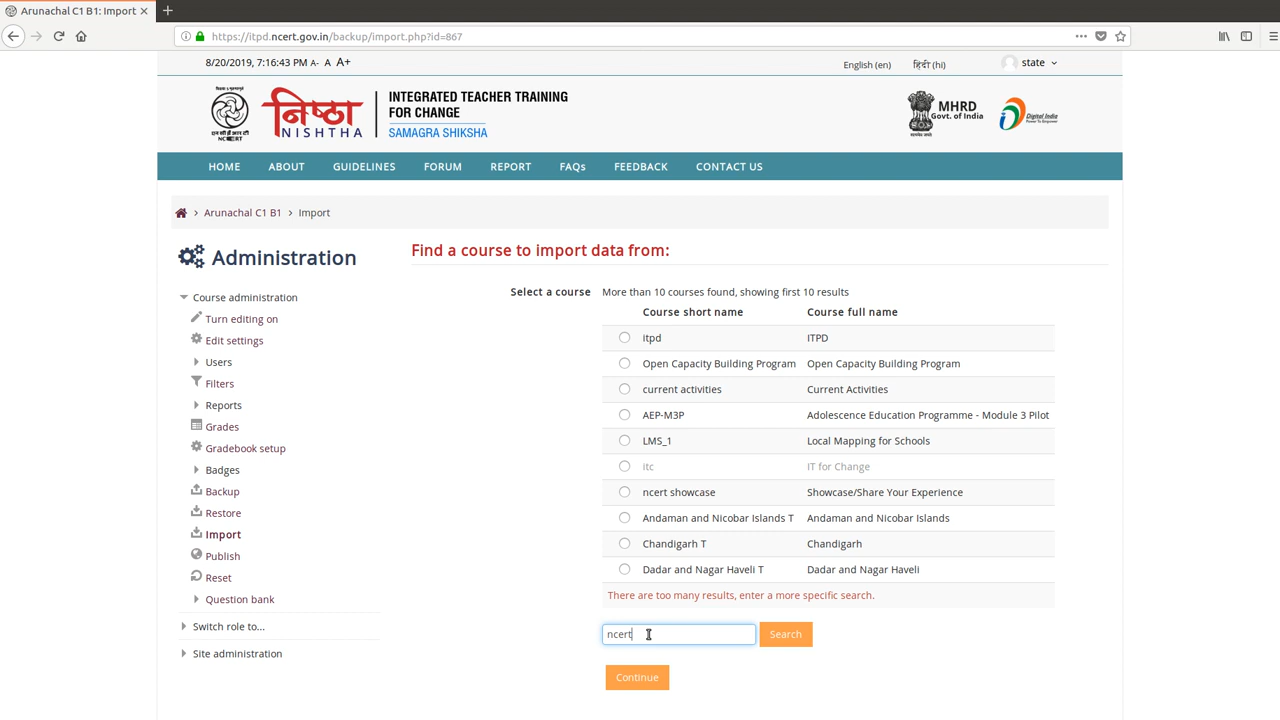 Arunachal C1 B1: Import
https://itpd.ncert.gov.in/backup/import.php?id=867
8/20/2019, 7:16:43 PM A- A A+
English (en) हिंदी (hi) state
निष्ठा
NISHTHA
INTEGRATED TEACHER TRAINING
FOR CHANGE
SAMAGRA SHIKSHA
NCERT
MHRD
Govt. of India
Digital India
Power To Empower
HOME ABOUT GUIDELINES FORUM REPORT FAQs FEEDBACK CONTACT US
Arunachal C1 B1 > Import
Administration
Course administration
Turn editing on
Edit settings
Users
Filters
Reports
Grades
Gradebook setup
Badges
Backup
Restore
Import
Publish
Reset
Question bank
Switch role to...
Site administration
Find a course to import data from:
Select a course More than 10 courses found, showing first 10 results
Course short name Course full name
itpd ITPD
Open Capacity Building Program Open Capacity Building Program
current activities Current Activities
AEP-M3P Adolescence Education Programme - Module 3 Pilot
LMS_1 Local Mapping for Schools
itc IT for Change
ncert showcase Showcase/Share Your Experience
Andaman and Nicobar Islands T Andaman and Nicobar Islands
Chandigarh T Chandigarh
Dadar and Nagar Haveli T Dadar and Nagar Haveli
There are too many results, enter a more specific search.
ncert Search
Continue